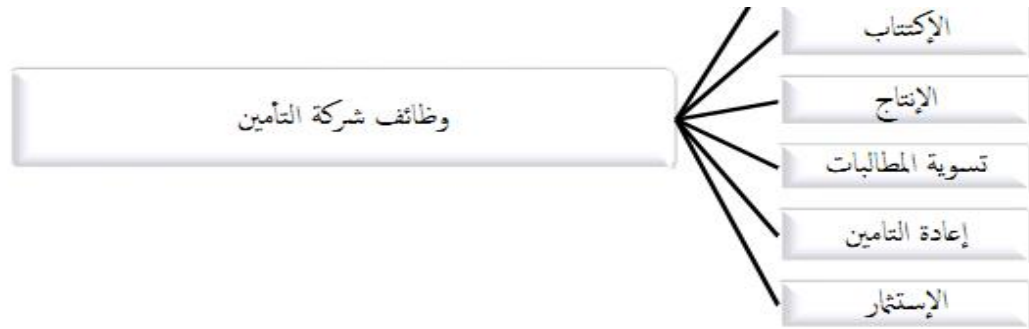 الإكتتاب
الإنتاج
وظائف شركة التأمين
تسوية المطالبات
إعادة التامين
الإستثمار